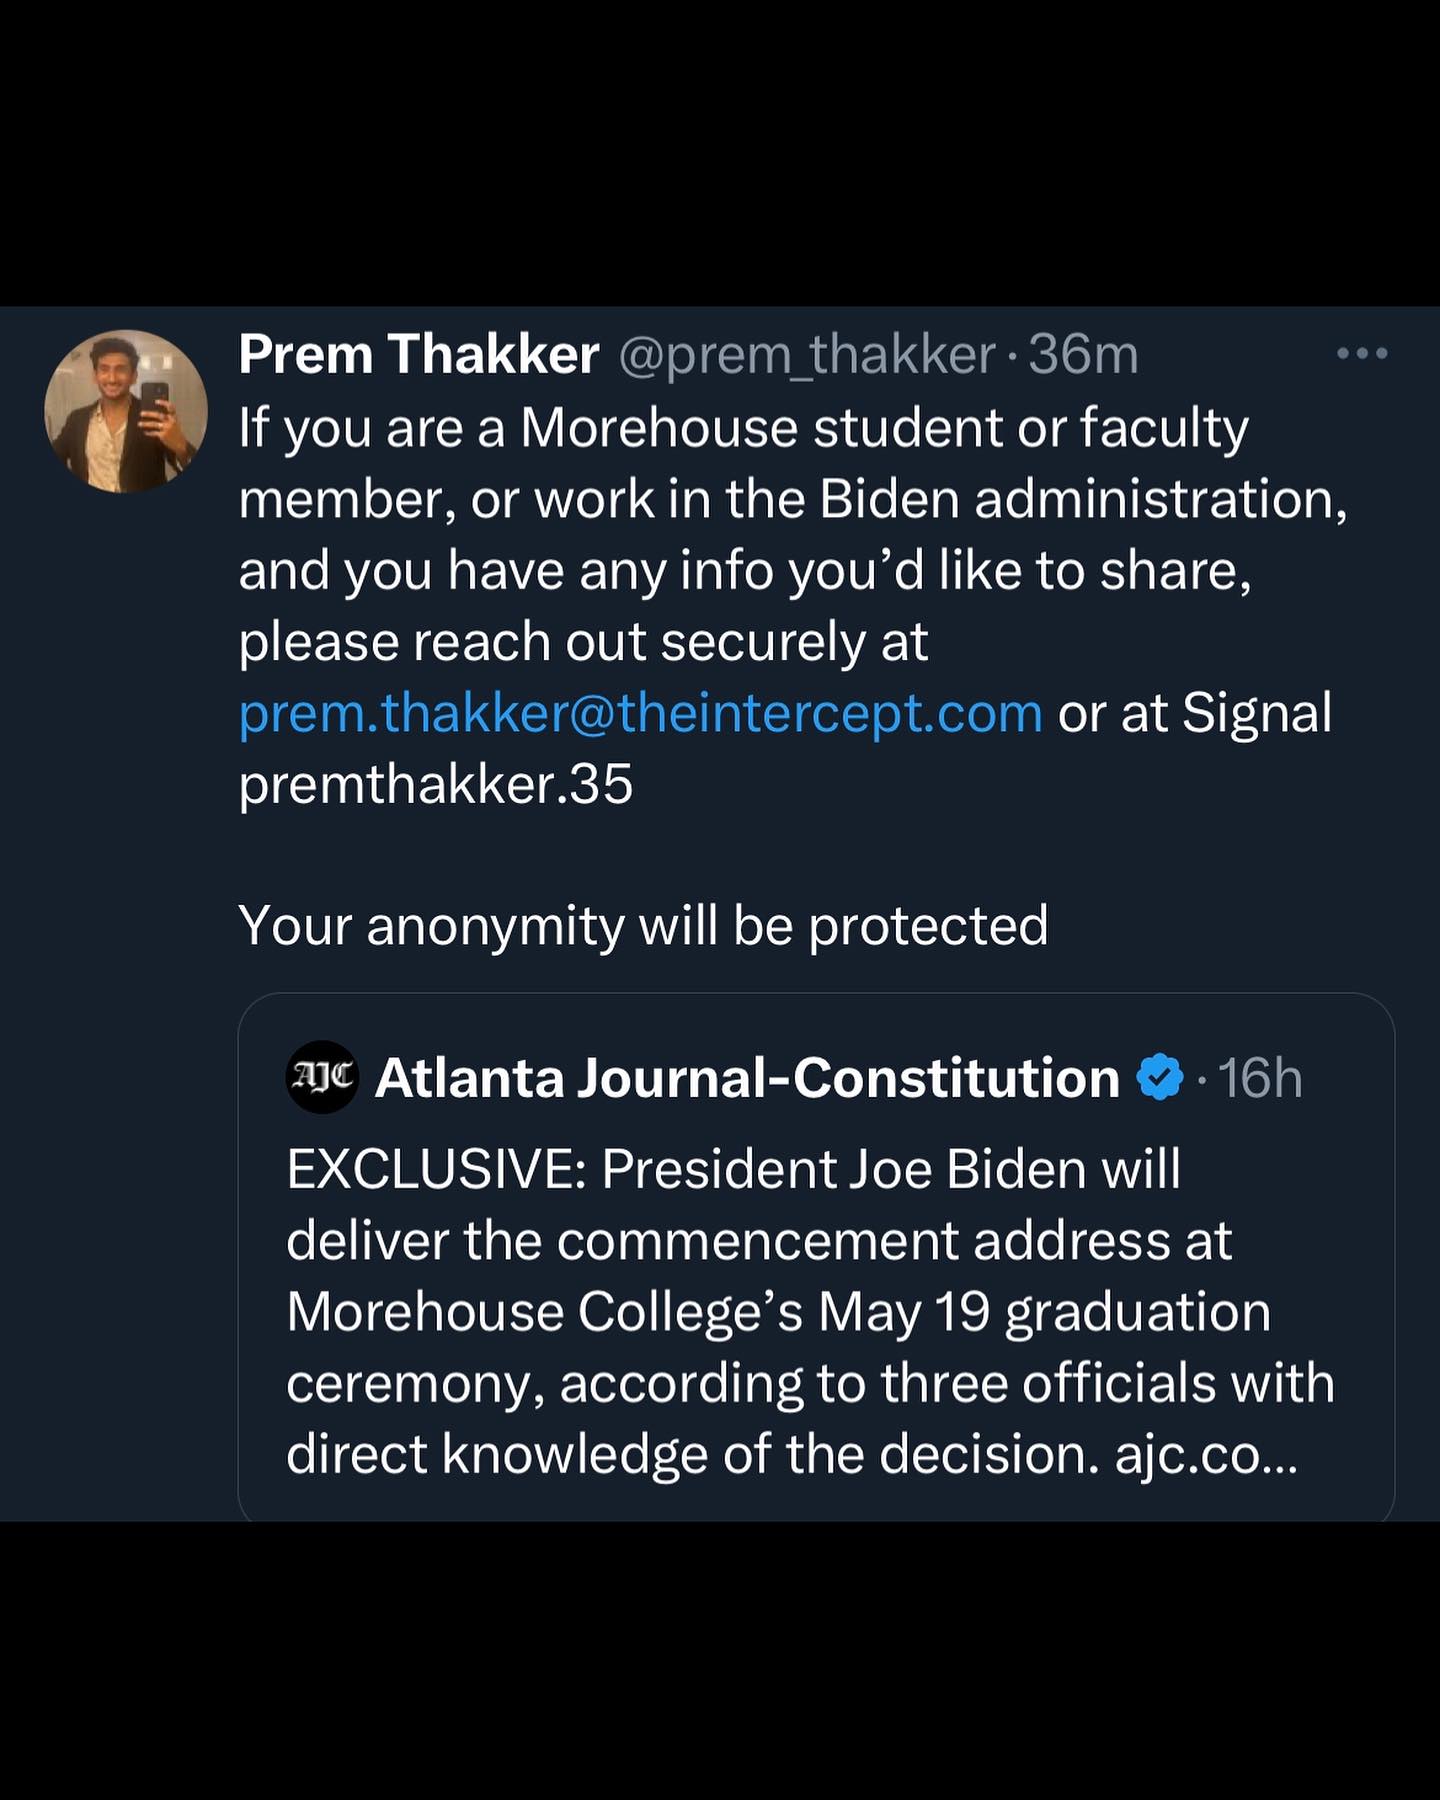 Prem Thakker @prem_thakker · 36m
If you are a Morehouse student or faculty
member, or work in the Biden administration,
and you have any info you’d like to share,
please reach out securely at
prem.thakker@theintercept.com or at Signal
premthakker.35
Your anonymity will be protected
AJC Atlanta Journal-Constitution · 16h
EXCLUSIVE: President Joe Biden will
deliver the commencement address at
Morehouse College’s May 19 graduation
ceremony, according to three officials with
direct knowledge of the decision. ajc.co...